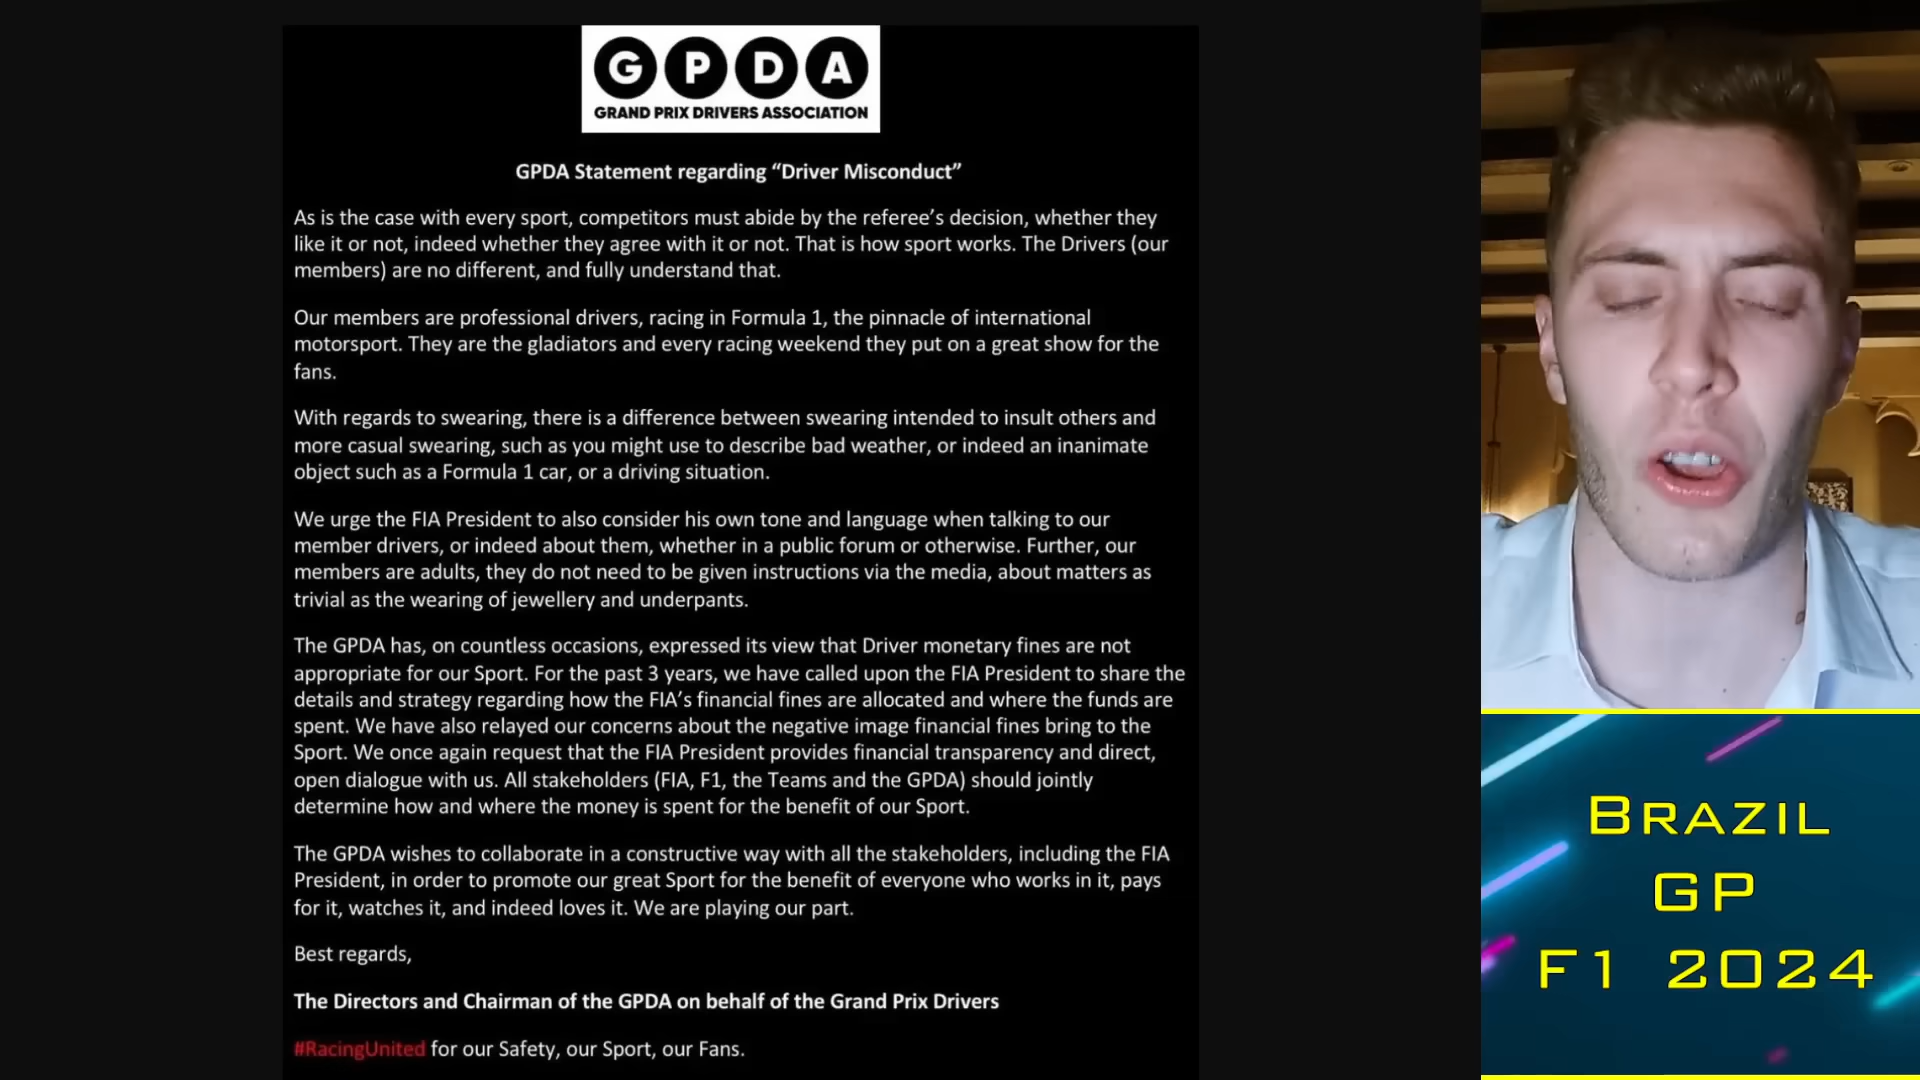 GPDA
GRAND PRIX DRIVERS ASSOCIATION
GPDA Statement regarding “Driver Misconduct”
As is the case with every sport, competitors must abide by the referee’s decision, whether they
like it or not, indeed whether they agree with it or not. That is how sport works. The Drivers (our
members) are no different, and fully understand that.
Our members are professional drivers, racing in Formula 1, the pinnacle of international
motorsport. They are the gladiators and every racing weekend they put on a great show for the
fans.
With regards to swearing, there is a difference between swearing intended to insult others and
more casual swearing, such as you might use to describe bad weather, or indeed an inanimate
object such as a Formula 1 car, or a driving situation.
We urge the FIA President to also consider his own tone and language when talking to our
member drivers, or indeed about them, whether in a public forum or otherwise. Further, our
members are adults, they do not need to be given instructions via the media, about matters as
trivial as the wearing of jewellery and underpants.
The GPDA has, on countless occasions, expressed its view that Driver monetary fines are not
appropriate for our Sport. For the past 3 years, we have called upon the FIA President to share the
details and strategy regarding how the FIA’s financial fines are allocated and where the funds are
spent. We have also relayed our concerns about the negative image financial fines bring to the
Sport. We once again request that the FIA President provides financial transparency and direct,
open dialogue with us. All stakeholders (FIA, F1, the Teams and the GPDA) should jointly
determine how and where the money is spent for the benefit of our Sport.
The GPDA wishes to collaborate in a constructive way with all the stakeholders, including the FIA
President, in order to promote our great Sport for the benefit of everyone who works in it, pays
for it, watches it, and indeed loves it. We are playing our part.
Best regards,
The Directors and Chairman of the GPDA on behalf of the Grand Prix Drivers
#RacingUnited for our Safety, our Sport, our Fans.
BRAZIL
GP
F1 2024